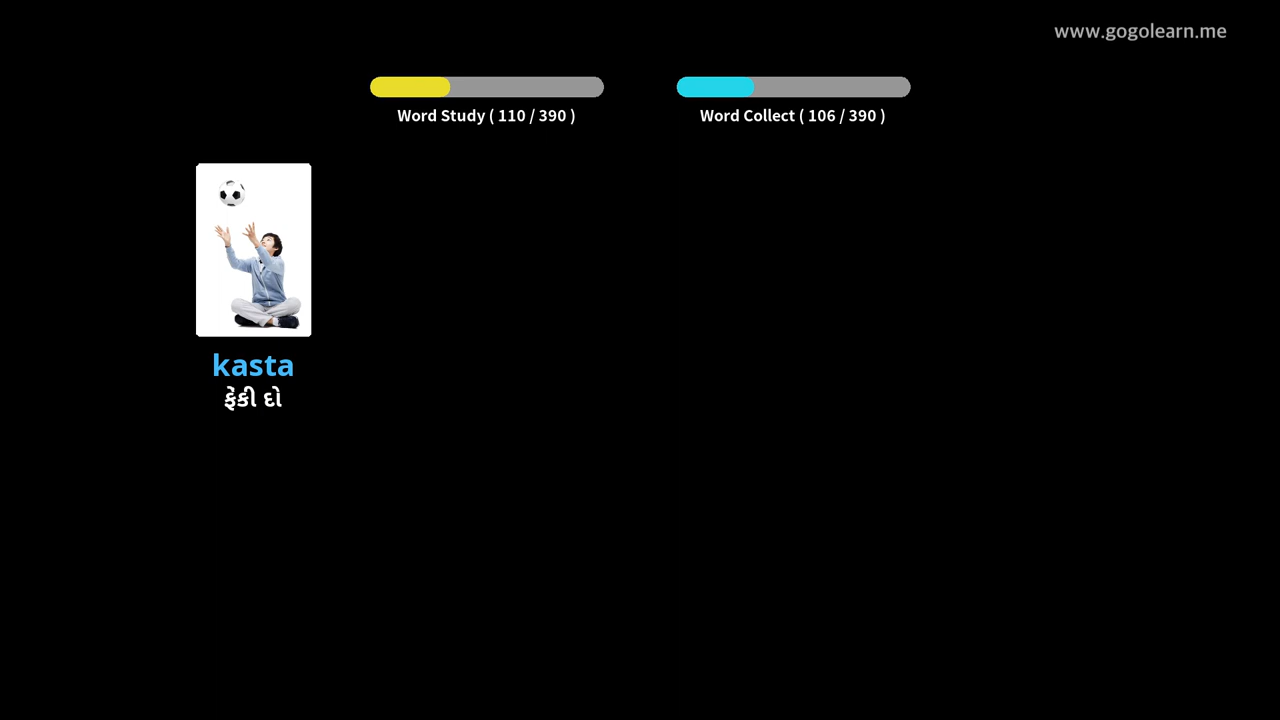 www.gogolearn.me
Word Study ( 110 / 390 )
Word Collect ( 106 / 390 )
kasta
ફેંકી દો